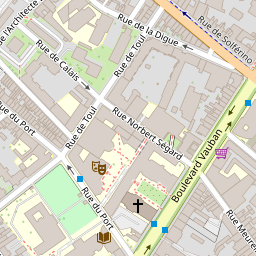 Rue de la Digue
Rue de Solférino
Rue de Toul
l'Architecte
Rue de Calais
Rue Norbert Ségard
Rue de Toul
Rue du Port
Boulevard Vauban
Rue du Port
Rue Meure